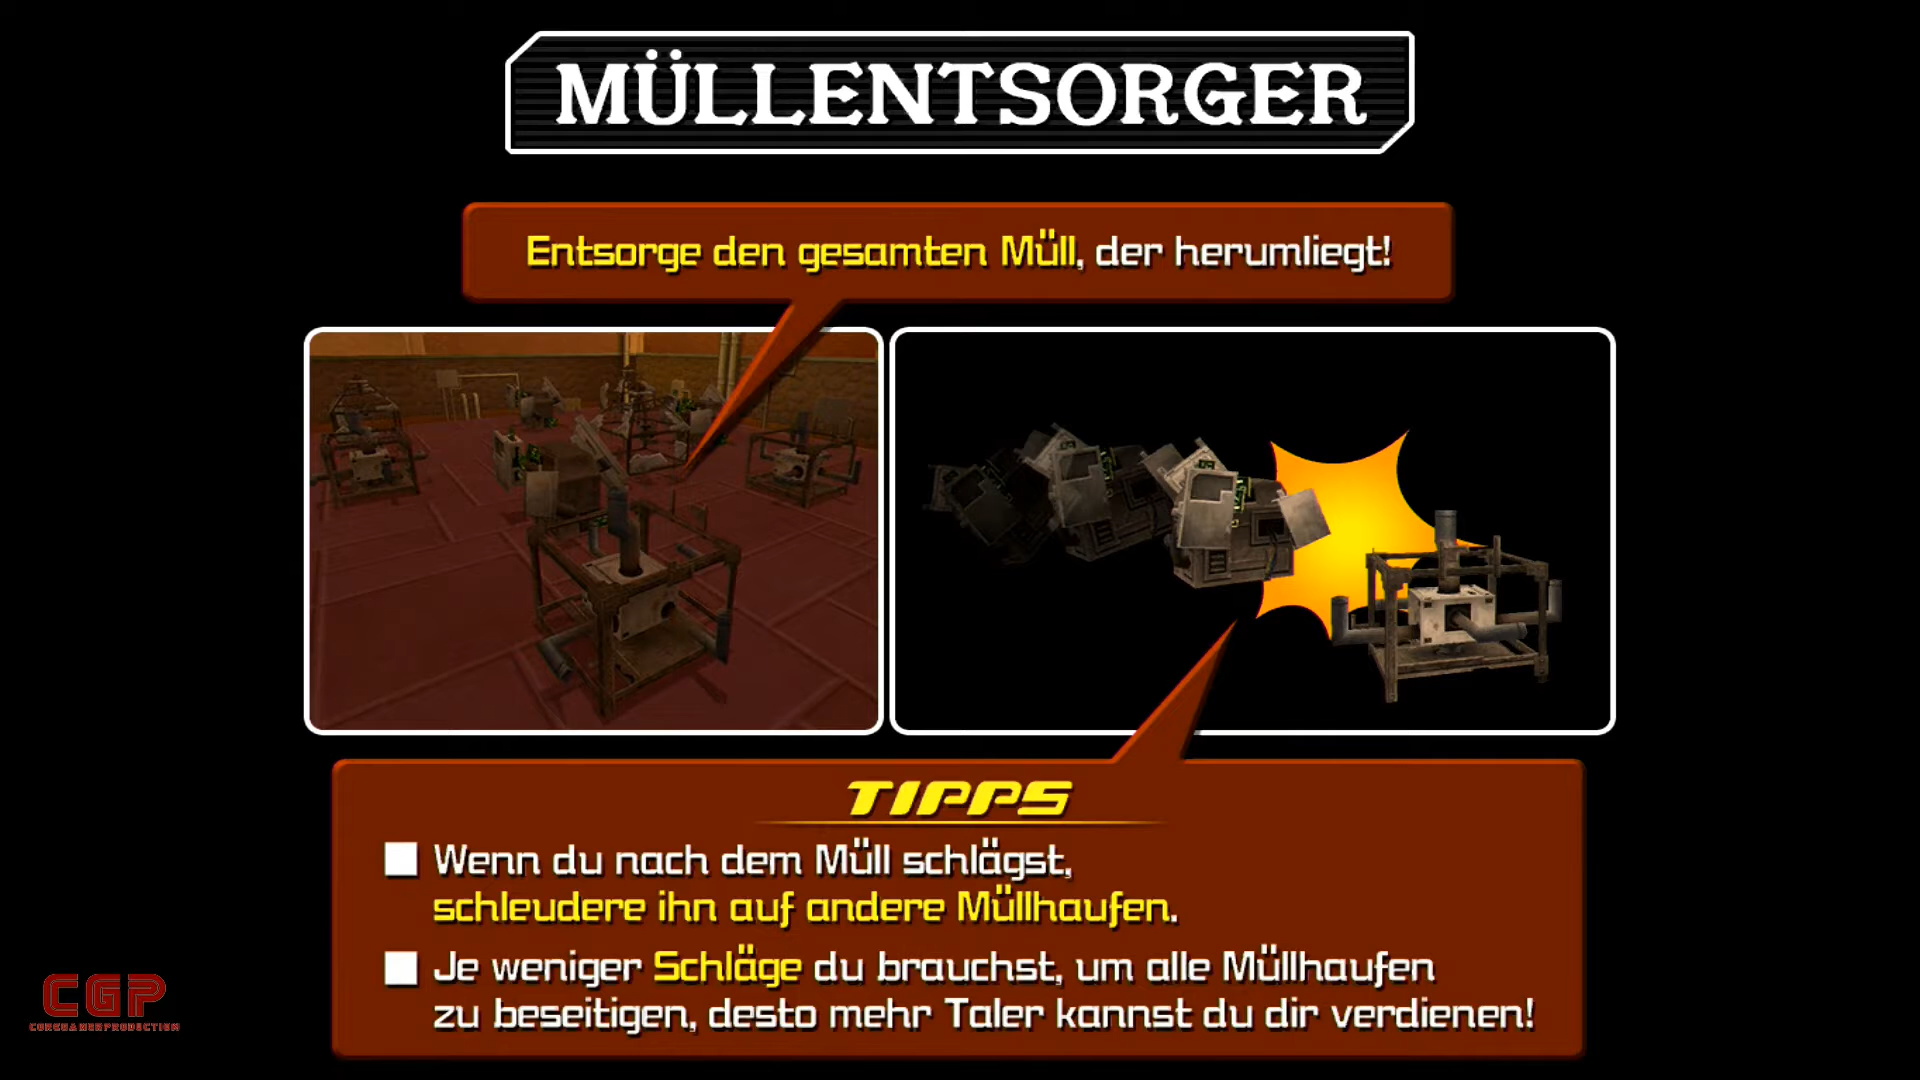 MÜLLENTSORGER
Entsorge den gesamten Müll, der herumliegt!
TIPPS
Wenn du nach dem Müll schlägst,
schleudere ihn auf andere Müllhaufen.
Je weniger Schläge du brauchst, um alle Müllhaufen
zu beseitigen, desto mehr Taler kannst du dir verdienen!
CGP